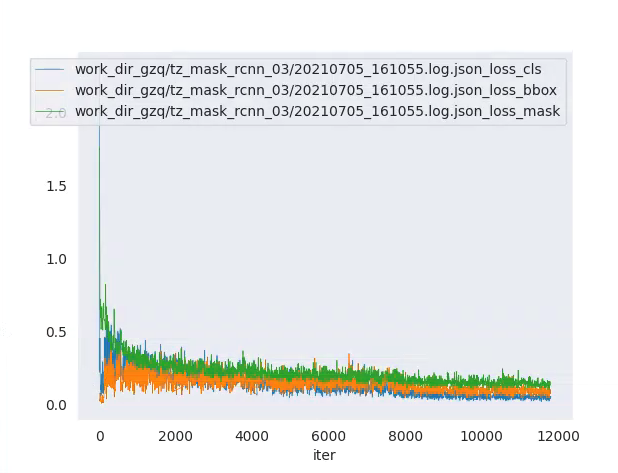 work_dir_gzq/tz_mask_rcnn_03/20210705_161055.log.json_loss_cls
work_dir_gzq/tz_mask_rcnn_03/20210705_161055.log.json_loss_bbox
work_dir_gzq/tz_mask_rcnn_03/20210705_161055.log.json_loss_mask
2.0
1.5
1.0
0.5
0.0
0 2000 4000 6000 8000 10000 12000
iter